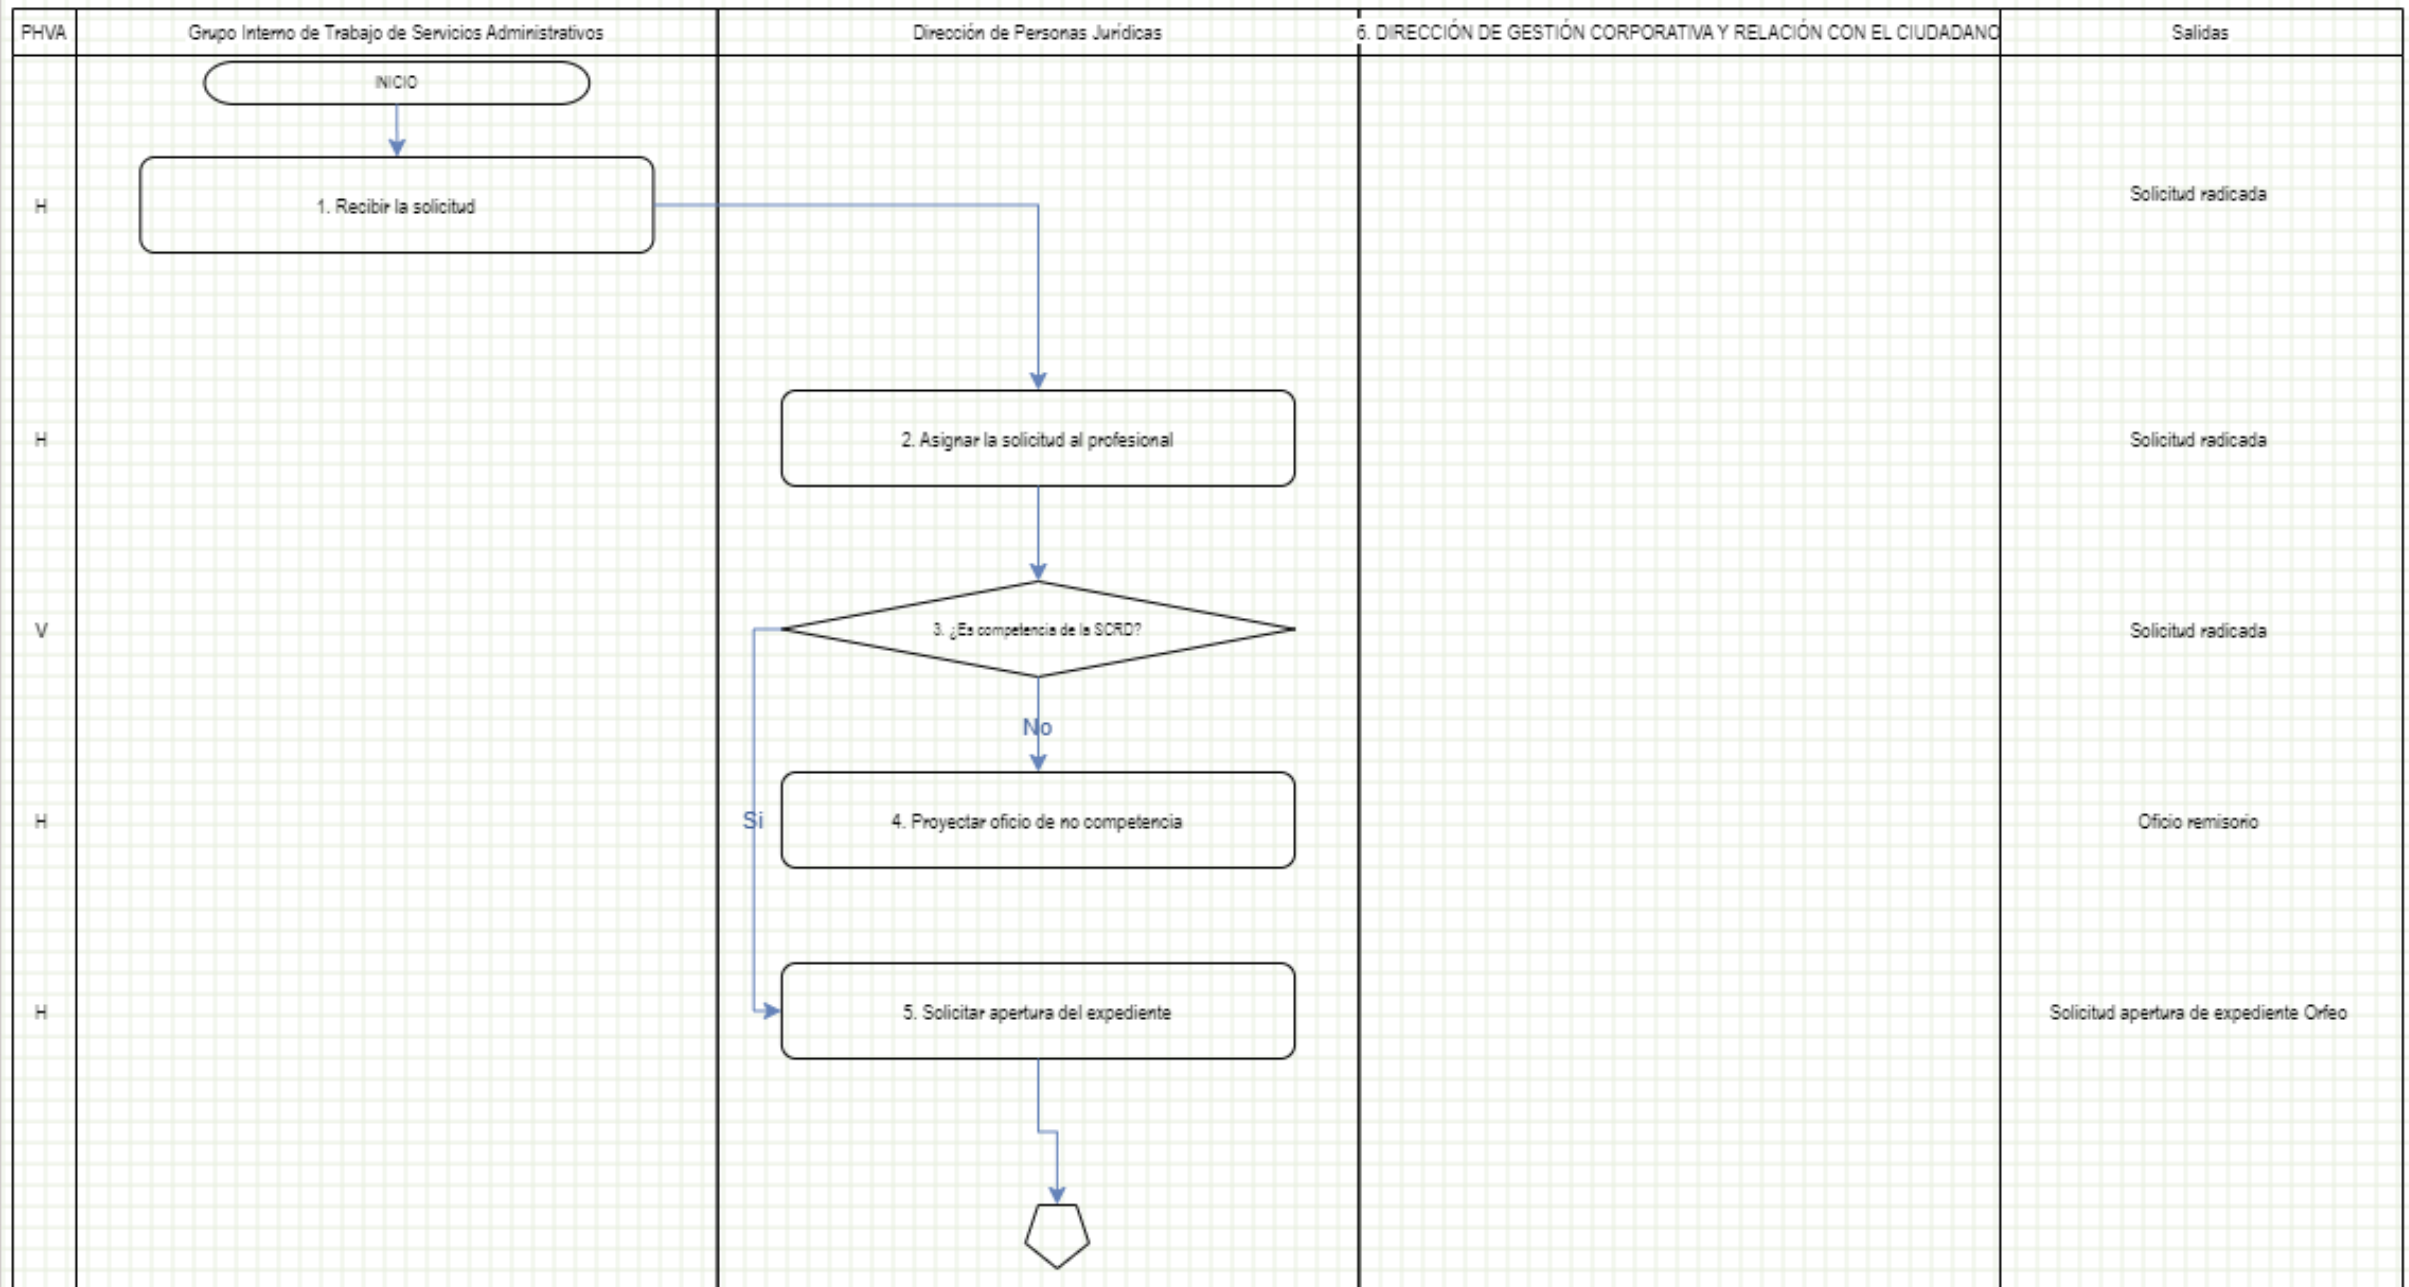 PHVA
Grupo Interno de Trabajo de Servicios Administrativos
Dirección de Personas Jurídicas
6. DIRECCIÓN DE GESTIÓN CORPORATIVA Y RELACIÓN CON EL CIUDADANO
Salidas
INICIO
H
1. Recibir la solicitud
Solicitud radicada
H
2. Asignar la solicitud al profesional
Solicitud radicada
V
3. ¿Es competencia de la SCRD?
Solicitud radicada
No
H
Si
4. Proyectar oficio de no competencia
Oficio remisorio
H
5. Solicitar apertura del expediente
Solicitud apertura de expediente Orfeo